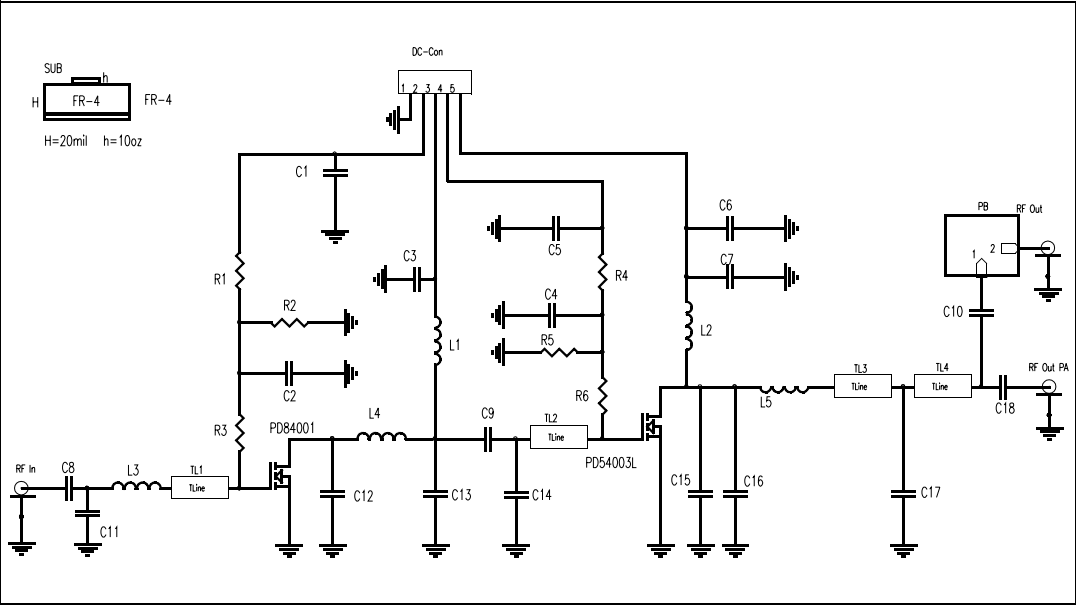 DC-Con
1 2 3 4 5
SUB
h
H
FR-4
FR-4
H=20mil h=10oz
C1
C3
C5
C6
C7
PB
RF Out
1
2
R1
R2
C4
R4
C10
L1
R5
L2
C2
R6
RF Out PA
TL3
TLine
TL4
TLine
L5
C18
R3
PD84001
L4
C9
TL2
TLine
PD54003L
RF In
C8
L3
TL1
TLine
C11
C12
C13
C14
C15
C16
C17